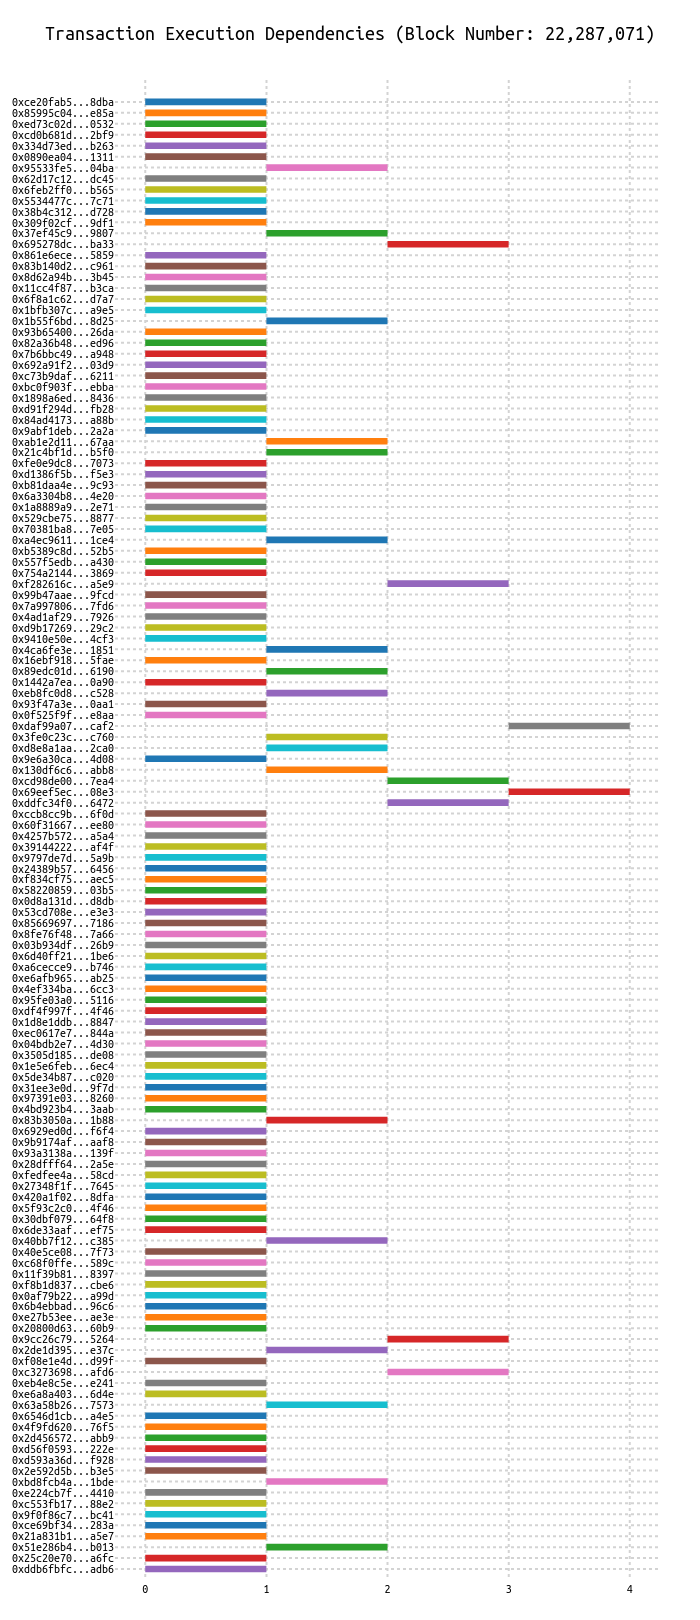 Transaction Execution Dependencies (Block Number: 22,287,071)
0xce20fab5...8dba
0x85995c04...e85a
0xed73c02d...0532
0xcd0b681d...2bf9
0x334d73ed...b263
0x0890ea04...1311
0x95533fe5...04ba
0x62d17c12...dc45
0x6feb2ff0...b565
0x5534477c...7c71
0x38b4c312...d728
0x309f02cf...9df1
0x37ef45c9...9807
0x695278dc...ba33
0x861e6ece...5859
0x83b140d2...c961
0x8d62a94b...3b45
0x11cc4f87...b3ca
0x6f8a1c62...d7a7
0x1bfb307c...a9e5
0x1b55f6bd...8d25
0x93b65400...26da
0x82a36b48...ed96
0x7b6bbc49...a948
0x692a91f2...03d9
0xc73b9daf...6211
0xbc0f903f...ebba
0x1898a6ed...8436
0xd91f294d...fb28
0x84ad4173...a88b
0x9abf1deb...2a2a
0xab1e2d11...67aa
0x21c4bf1d...b5f0
0xfe0e9dc8...7073
0xd1386f5b...f5e3
0xb81daa4e...9c93
0x6a3304b8...4e20
0x1a8889a9...2e71
0x529cbe75...8877
0x70381ba8...7e05
0xa4ec9611...1ce4
0xb5389c8d...52b5
0x557f5edb...a430
0x754a2144...3869
0xf282616c...a5e9
0x99b47aae...9fcd
0x7a997806...7fd6
0x4ad1af29...7926
0xd9b17269...29c2
0x9410e50e...4cf3
0x4ca6fe3e...1851
0x16ebf918...5fae
0x89edc01d...6190
0x1442a7ea...0a90
0xeb8fc0d8...c528
0x93f47a3e...0aa1
0x0f525f9f...e8aa
0xdaf99a07...caf2
0x3fe0c23c...c760
0xd8e8a1aa...2ca0
0x9e6a30ca...4d08
0x130df6c6...abb8
0xcd98de00...7ea4
0x69eef5ec...08e3
0xddfc34f0...6472
0xccb8cc9b...6f0d
0x60f31667...ee80
0x4257b572...a5a4
0x39144222...af4f
0x9797de7d...5a9b
0x24389b57...6456
0xf834cf75...aec5
0x58220859...03b5
0x0d8a131d...d8db
0x53cd708e...e3e3
0x85669697...7186
0x8fe76f48...7a66
0x03b934df...26b9
0x6d40ff21...1be6
0xa6cecce9...b746
0xe6afb965...ab25
0x4ef334ba...6cc3
0x95fe03a0...5116
0xdf4f997f...4f46
0x1d8e1ddb...8847
0xec0617e7...844a
0x04bdb2e7...4d30
0x3505d185...de08
0x1e5e6feb...6ec4
0x5de34b87...c020
0x31ee3e0d...9f7d
0x97391e03...8260
0x4bd923b4...3aab
0x83b3050a...1b88
0x6929ed0d...f6f4
0x9b9174af...aaf8
0x93a3138a...139f
0x28dfff64...2a5e
0xfedfee4a...58cd
0x27348f1f...7645
0x420a1f02...8dfa
0x5f93c2c0...4f46
0x30dbf079...64f8
0x6de33aaf...ef75
0x40bb7f12...c385
0x40e5ce08...7f73
0xc68f0ffe...589c
0x11f39b81...8397
0xf8b1d837...cbe6
0x0af79b22...a99d
0x6b4ebbad...96c6
0xe27b53ee...ae3e
0x20800d63...60b9
0x9cc26c79...5264
0x2de1d395...e37c
0xf08e1e4d...d99f
0xc3273698...afd6
0xeb4e8c5e...e241
0xe6a8a403...6d4e
0x63a58b26...7573
0x6546d1cb...a4e5
0x4f9fd620...76f5
0x2d456572...abb9
0xd56f0593...222e
0xd593a36d...f928
0x2e592d5b...b3e5
0xbd8fcb4a...1bde
0xe224cb7f...4410
0xc553fb17...88e2
0x9f0f86c7...bc41
0xce69bf34...283a
0x21a831b1...a5e7
0x51e286b4...b013
0x25c20e70...a6fc
0xddb6fbfc...adb6
0 1 2 3 4